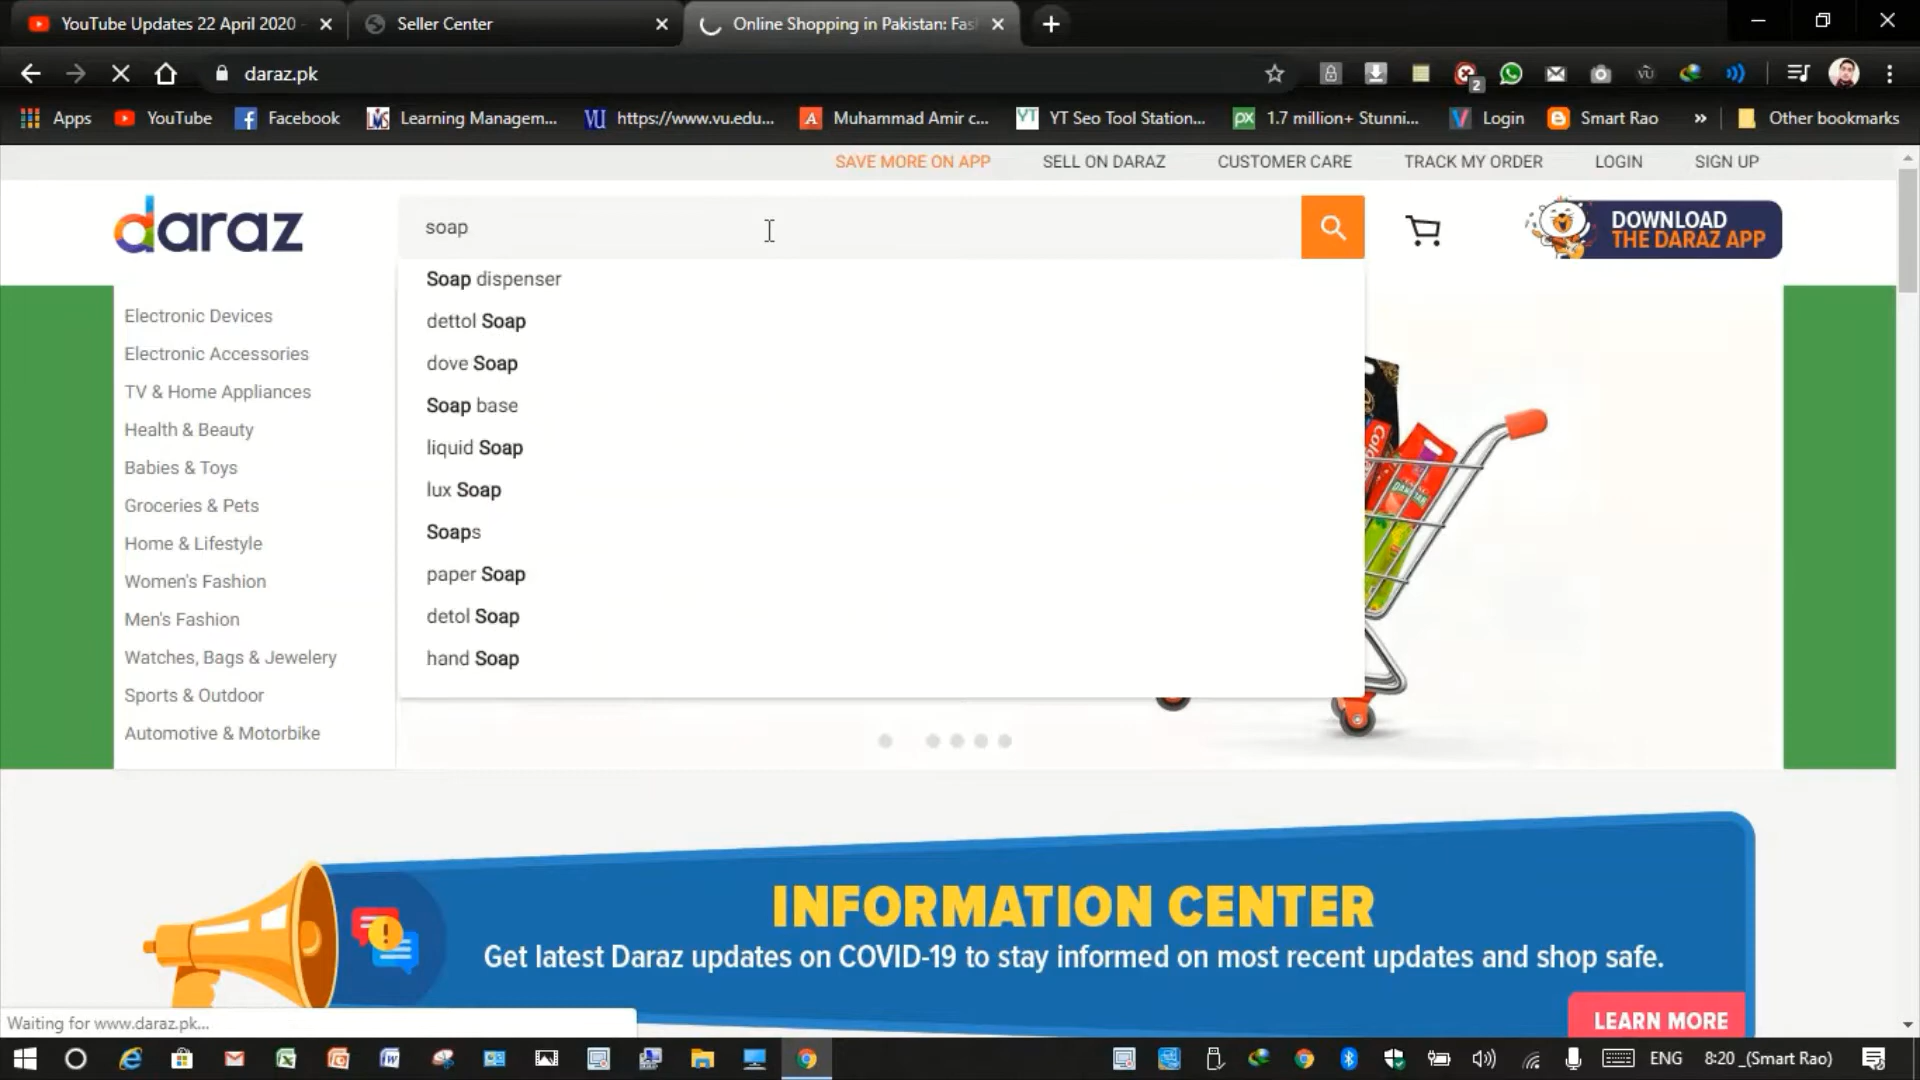 YouTube Updates 22 April 2020
Seller Center
Online Shopping in Pakistan: Fas
daraz.pk
2
Apps
YouTube
Facebook
Learning Managem...
https://www.vu.edu...
Muhammad Amir c...
YT Seo Tool Station...
1.7 million+ Stunni...
Login
Smart Rao
»
Other bookmarks
SAVE MORE ON APP
SELL ON DARAZ
CUSTOMER CARE
TRACK MY ORDER
LOGIN
SIGN UP
daraz
soap
DOWNLOAD
THE DARAZ APP
Soap dispenser
dettol Soap
dove Soap
Soap base
liquid Soap
lux Soap
Soaps
paper Soap
detol Soap
hand Soap
Electronic Devices
Electronic Accessories
TV & Home Appliances
Health & Beauty
Babies & Toys
Groceries & Pets
Home & Lifestyle
Women's Fashion
Men's Fashion
Watches, Bags & Jewelery
Sports & Outdoor
Automotive & Motorbike
INFORMATION CENTER
Get latest Daraz updates on COVID-19 to stay informed on most recent updates and shop safe.
LEARN MORE
Waiting for www.daraz.pk...
ENG
8:20 _(Smart Rao)